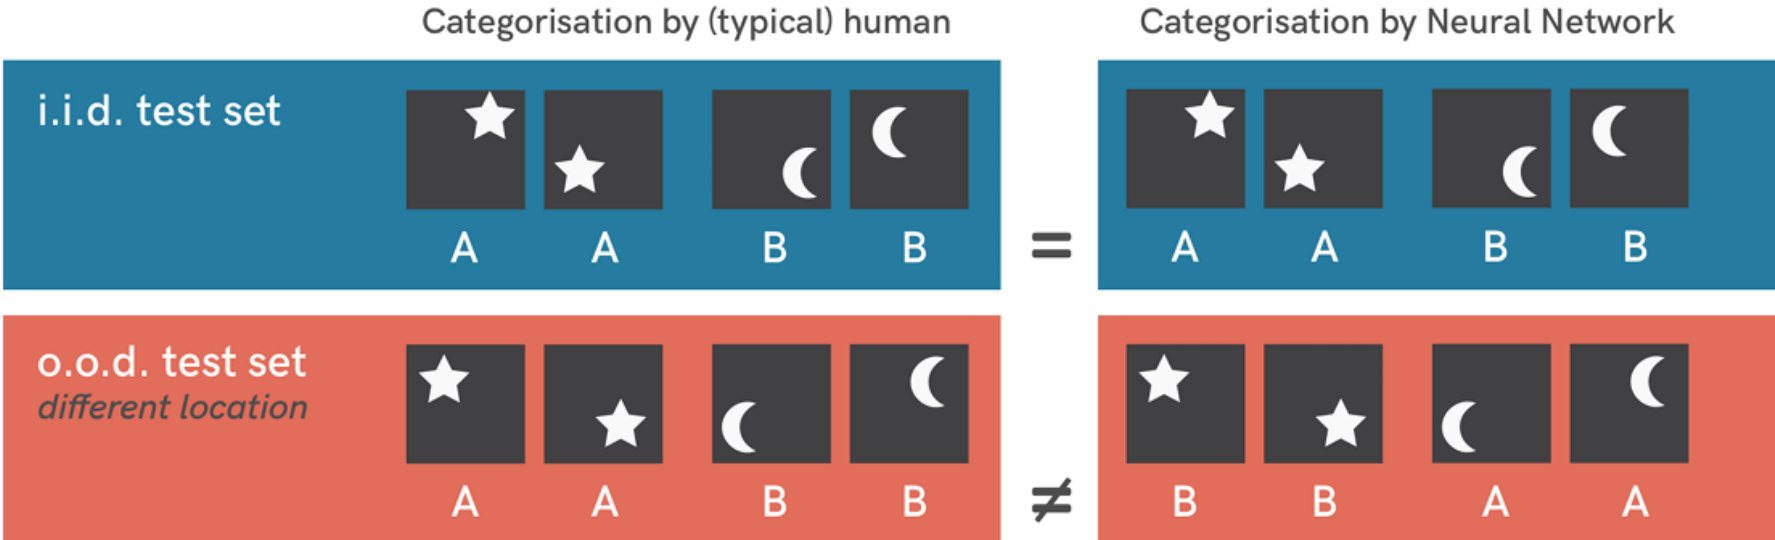 Categorisation by (typical) human
Categorisation by Neural Network
i.i.d. test set
A A B B = A A B B
o.o.d. test set
different location
A A B B ≠ B B A A